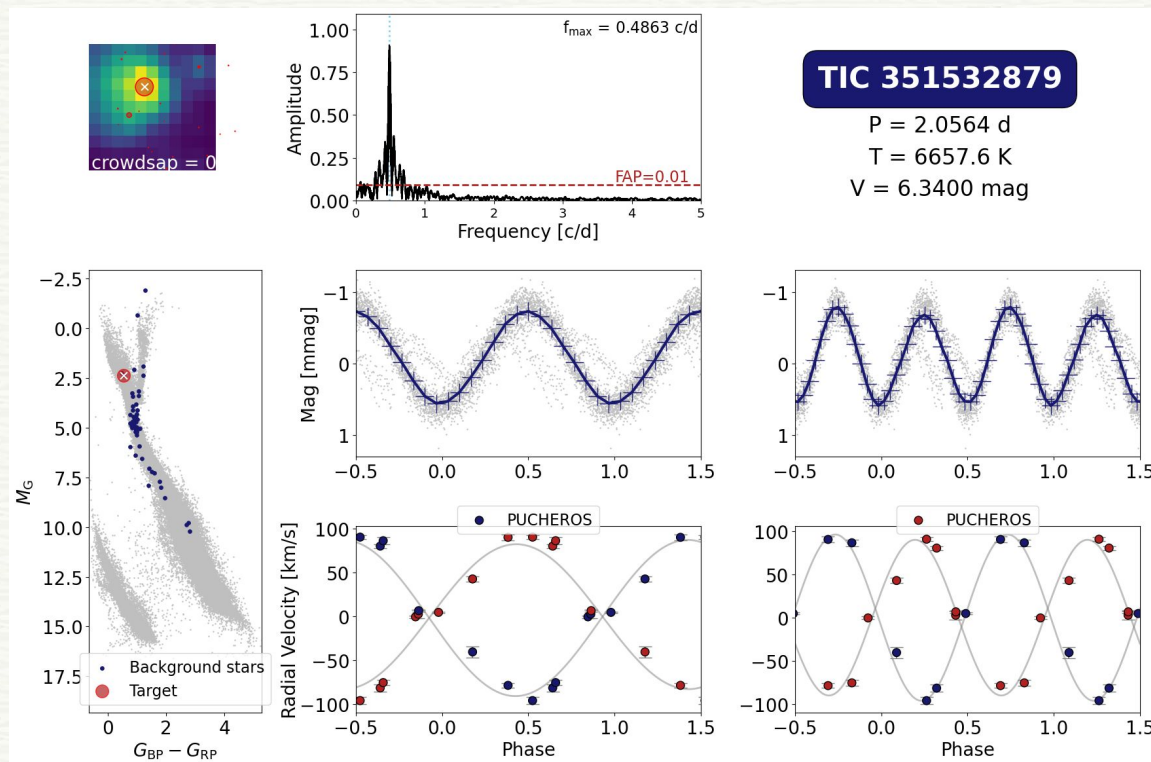 crowdsap = 0
1.00
0.75
0.50
0.25
0.00
Amplitude
f_max = 0.4863 c/d
FAP=0.01
0 1 2 3 4 5
Frequency [c/d]
TIC 351532879
P = 2.0564 d
T = 6657.6 K
V = 6.3400 mag
−2.5
0.0
2.5
5.0
7.5
10.0
12.5
15.0
17.5
M_G
Background stars
Target
0 2 4
G_BP − G_RP
−1
0
1
Mag [mmag]
−0.5 0.0 0.5 1.0 1.5
−1
0
1
−0.5 0.0 0.5 1.0 1.5
PUCHEROS
100
50
0
−50
−100
Radial Velocity [km/s]
−0.5 0.0 0.5 1.0 1.5
Phase
PUCHEROS
100
50
0
−50
−100
−0.5 0.0 0.5 1.0 1.5
Phase